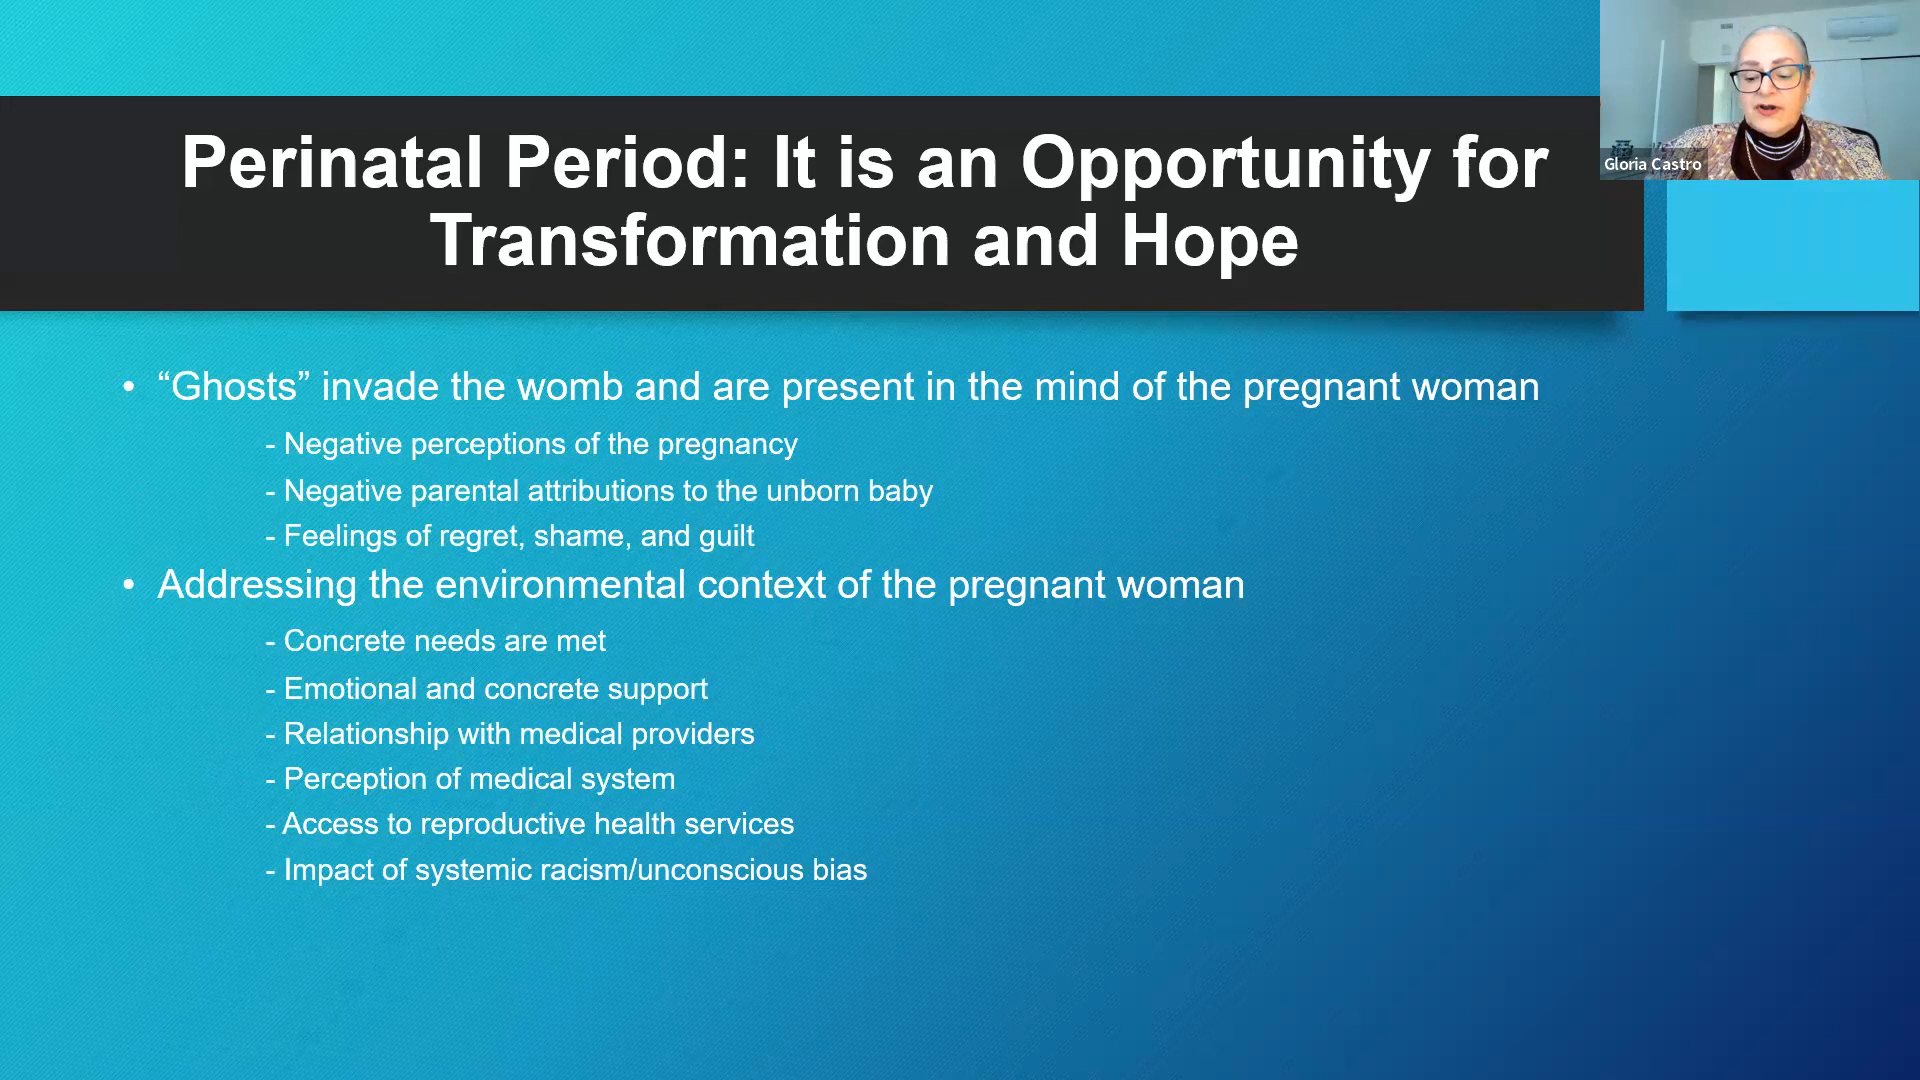 Perinatal Period: It is an Opportunity for
Transformation and Hope
Gloria Castro
• “Ghosts” invade the womb and are present in the mind of the pregnant woman
- Negative perceptions of the pregnancy
- Negative parental attributions to the unborn baby
- Feelings of regret, shame, and guilt
• Addressing the environmental context of the pregnant woman
- Concrete needs are met
- Emotional and concrete support
- Relationship with medical providers
- Perception of medical system
- Access to reproductive health services
- Impact of systemic racism/unconscious bias